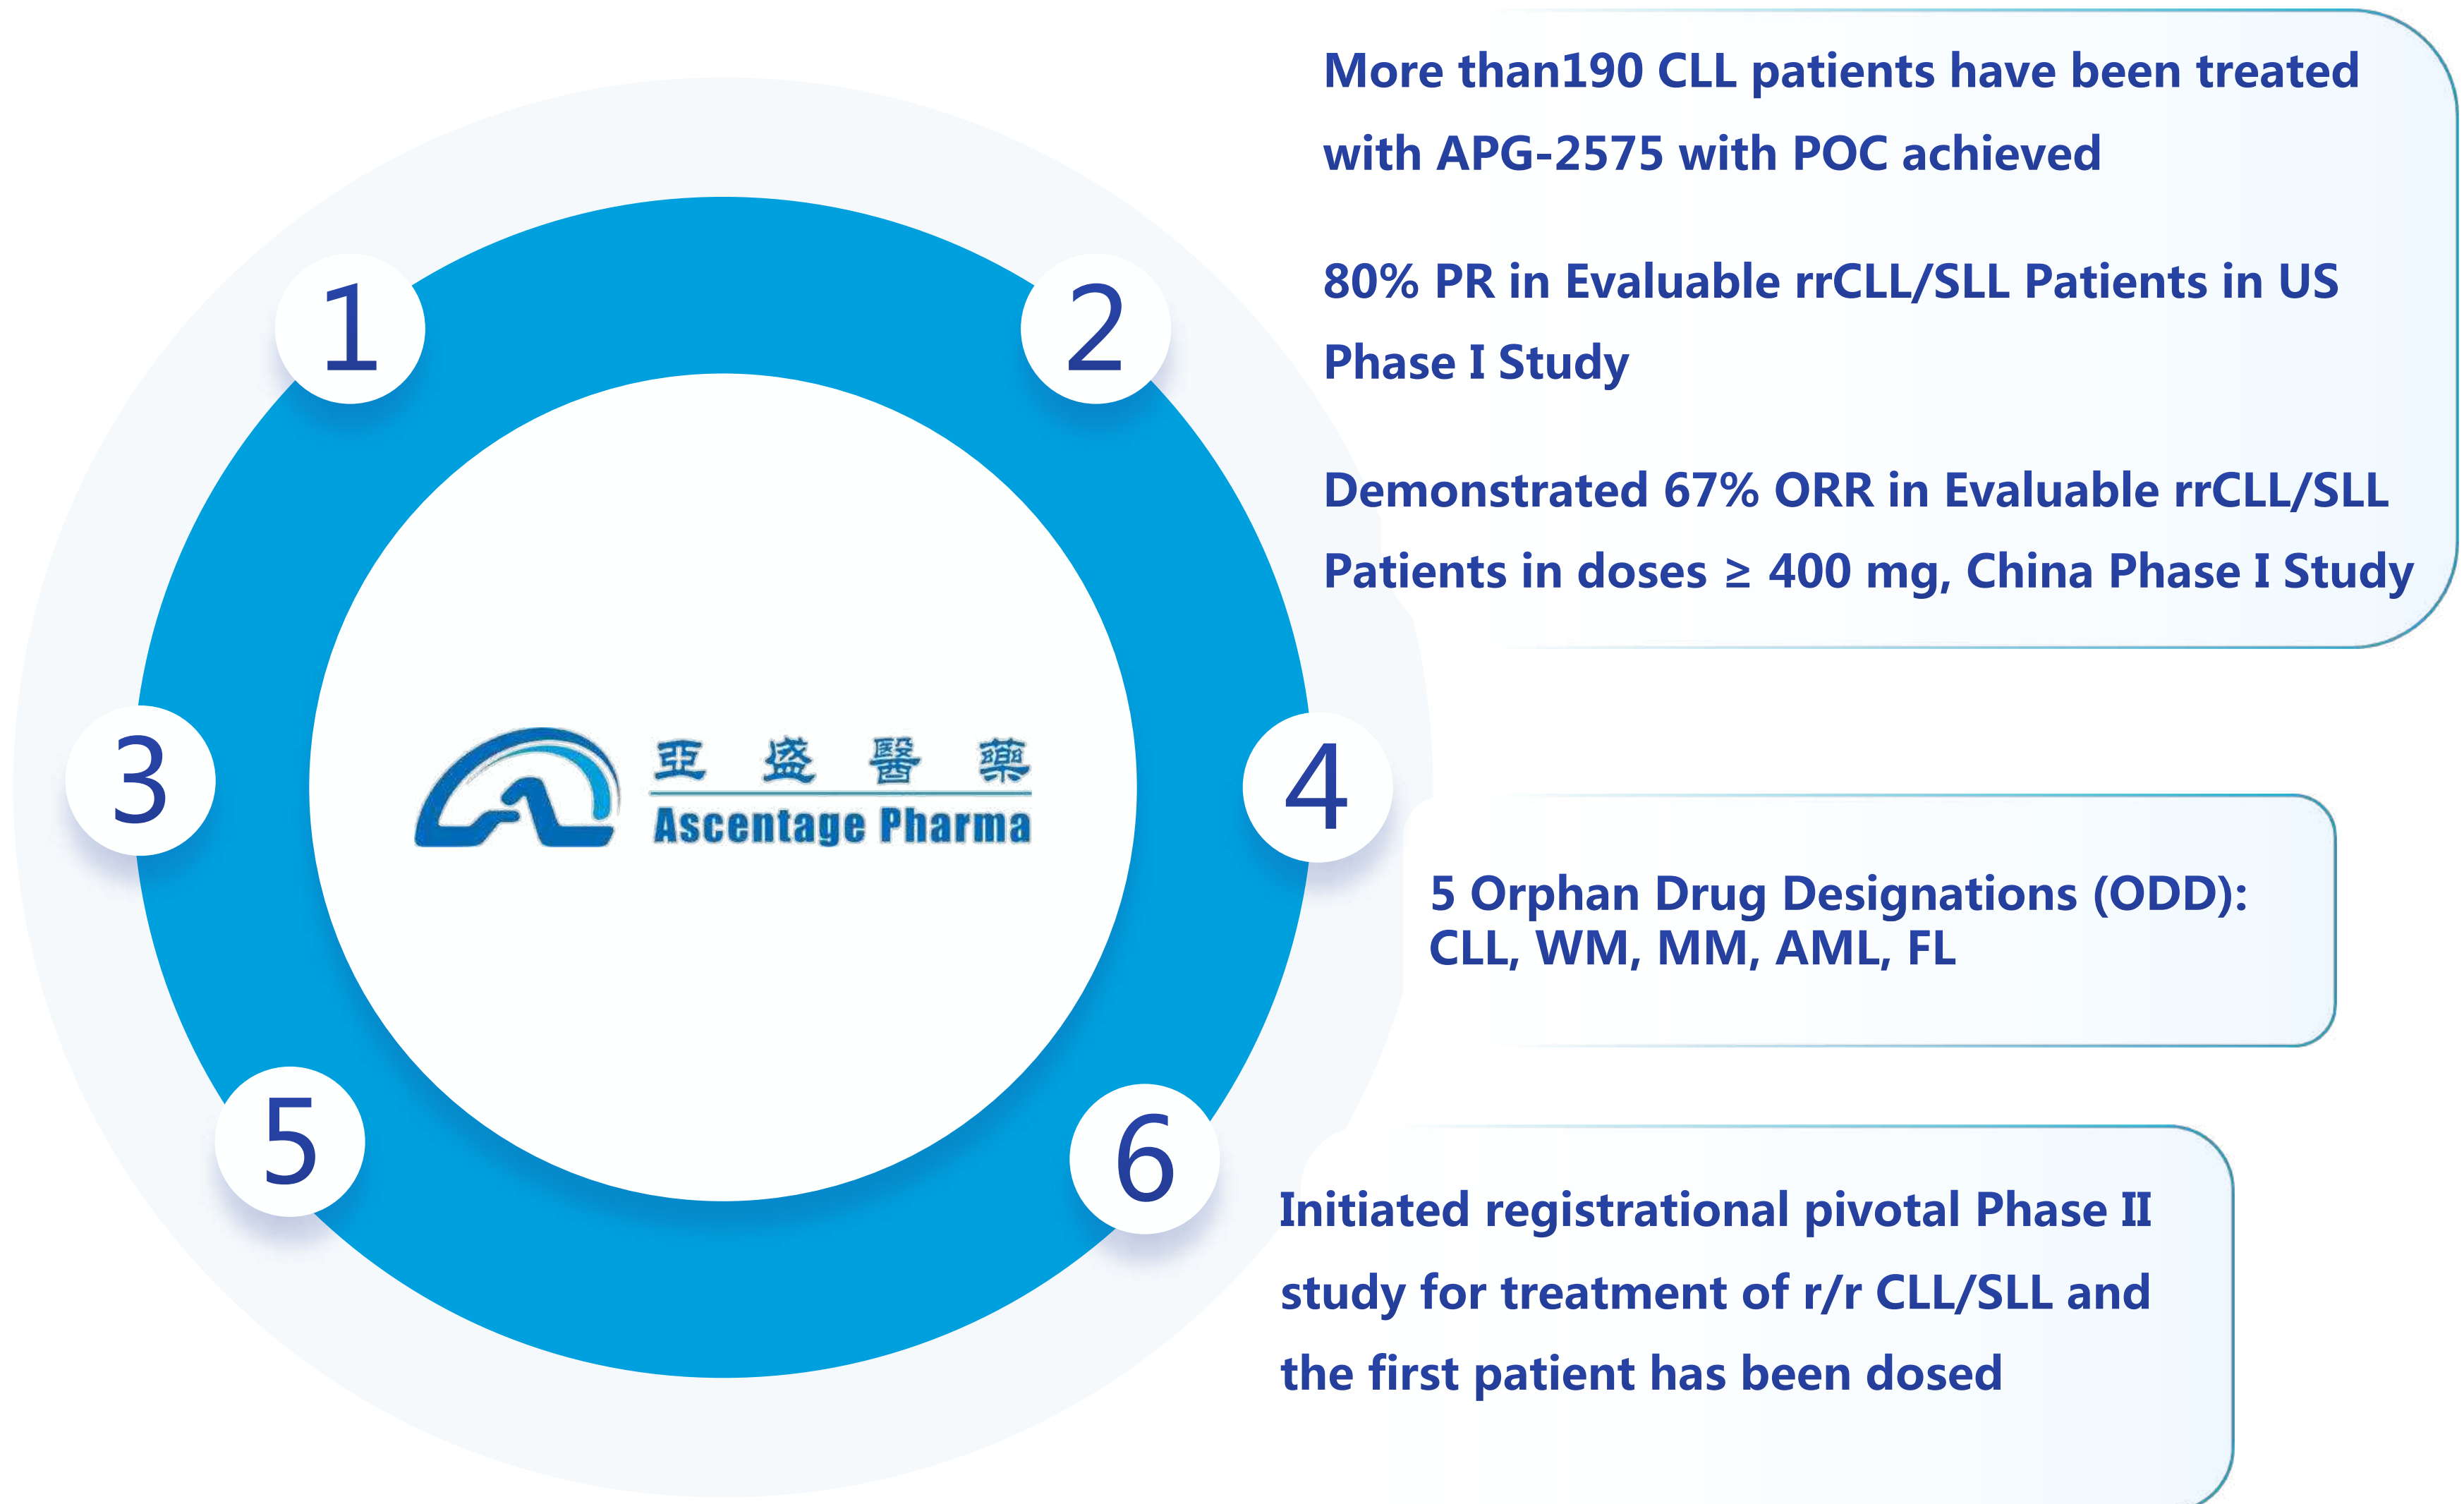 More than190 CLL patients have been treated
with APG-2575 with POC achieved
80% PR in Evaluable rrCLL/SLL Patients in US
Phase I Study
Demonstrated 67% ORR in Evaluable rrCLL/SLL
Patients in doses ≥ 400 mg, China Phase I Study
1
2
3
亞盛醫藥
Ascentage Pharma
4
5 Orphan Drug Designations (ODD):
CLL, WM, MM, AML, FL
5
6
Initiated registrational pivotal Phase II
study for treatment of r/r CLL/SLL and
the first patient has been dosed